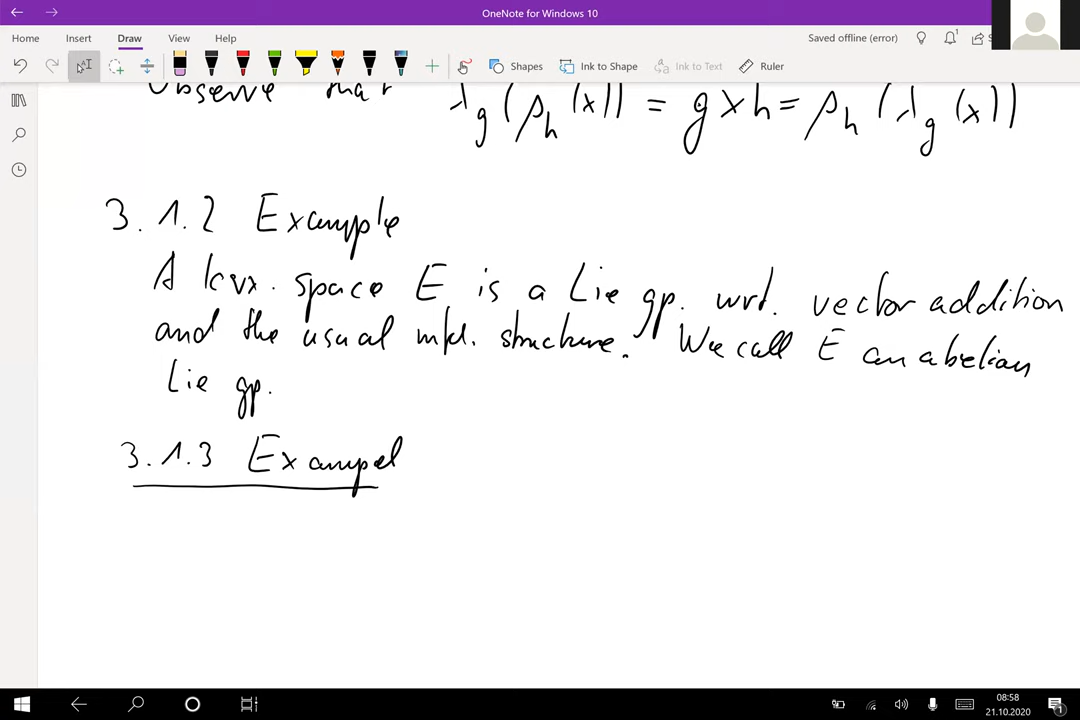 OneNote for Windows 10
Home Insert Draw View Help Saved offline (error)
Shapes Ink to Shape Ink to Text Ruler
Observe that λg(ρh(x)) = gxh = ρh(λg(x))
3.1.2 Example
A lcvx. space E is a Lie gp. wrt. vector addition
and the usual mfd. structure. We call E an abelian
Lie gp.
3.1.3 Exampel
08:58
21.10.2020